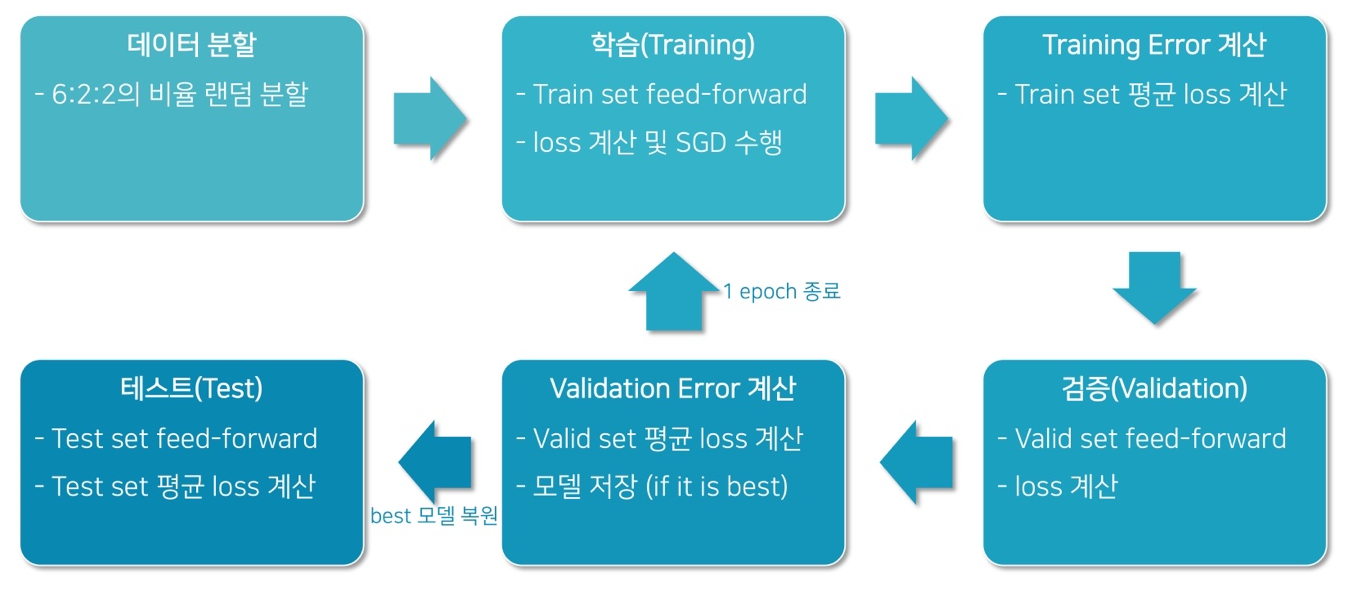 데이터 분할
- 6:2:2의 비율 랜덤 분할
학습(Training)
- Train set feed-forward
- loss 계산 및 SGD 수행
Training Error 계산
- Train set 평균 loss 계산
1 epoch 종료
검증(Validation)
- Valid set feed-forward
- loss 계산
Validation Error 계산
- Valid set 평균 loss 계산
- 모델 저장 (if it is best)
best 모델 복원
테스트(Test)
- Test set feed-forward
- Test set 평균 loss 계산